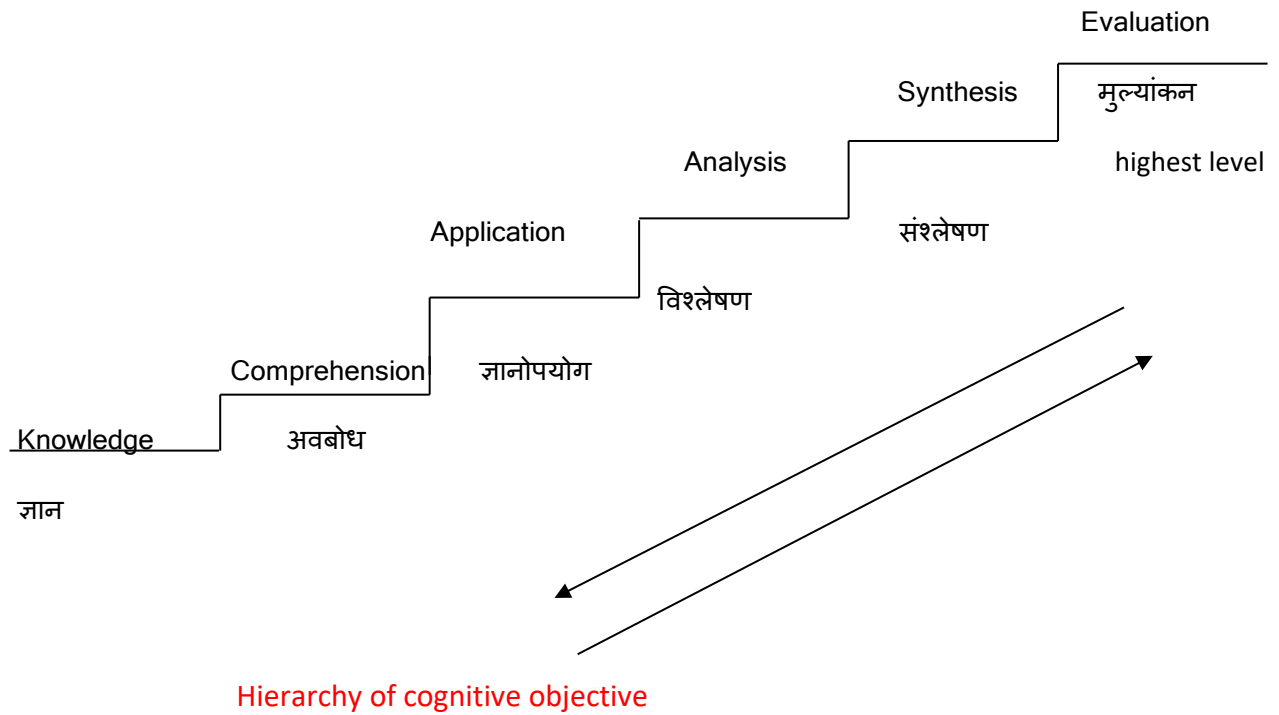 Evaluation
Synthesis मुल्यांकन
Analysis highest level
Application संश्लेषण
विश्लेषण
Comprehension ज्ञानोपयोग
Knowledge अवबोध
ज्ञान
Hierarchy of cognitive objective